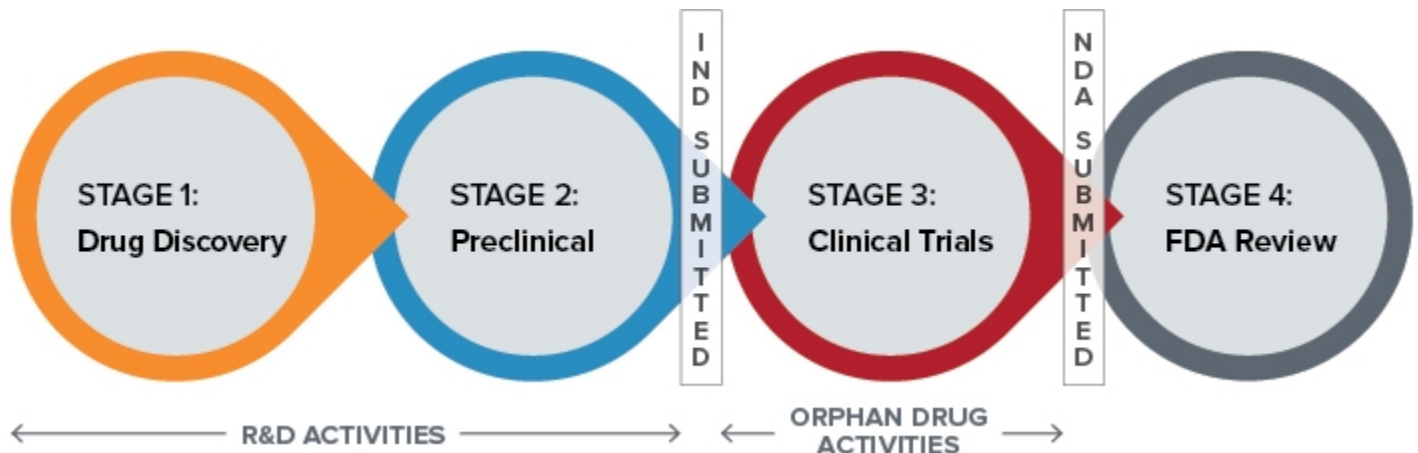 IND SUBMITTED
NDA SUBMITTED
STAGE 1:
Drug Discovery
STAGE 2:
Preclinical
STAGE 3:
Clinical Trials
STAGE 4:
FDA Review
R&D ACTIVITIES
ORPHAN DRUG
ACTIVITIES